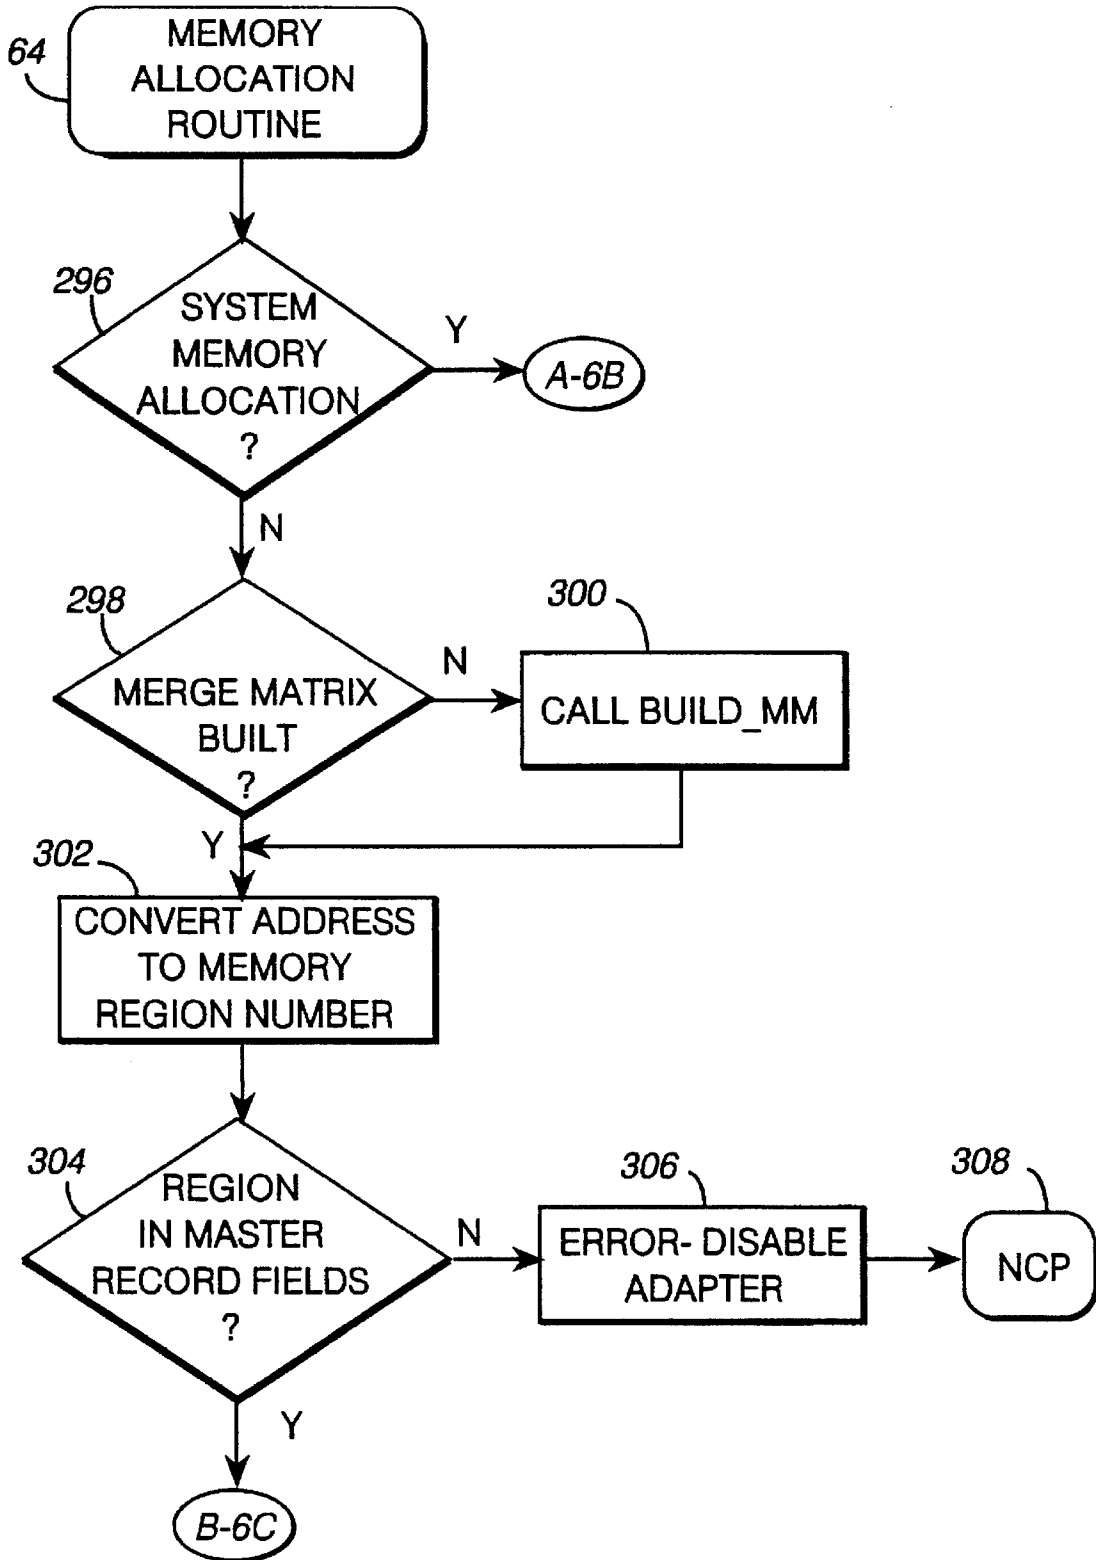 64
MEMORY
ALLOCATION
ROUTINE
296
SYSTEM
MEMORY
ALLOCATION
?
Y
A-6B
N
298
MERGE MATRIX
BUILT
?
N
300
CALL BUILD_MM
Y
302
CONVERT ADDRESS
TO MEMORY
REGION NUMBER
304
REGION
IN MASTER
RECORD FIELDS
?
N
306
ERROR- DISABLE
ADAPTER
308
NCP
Y
B-6C